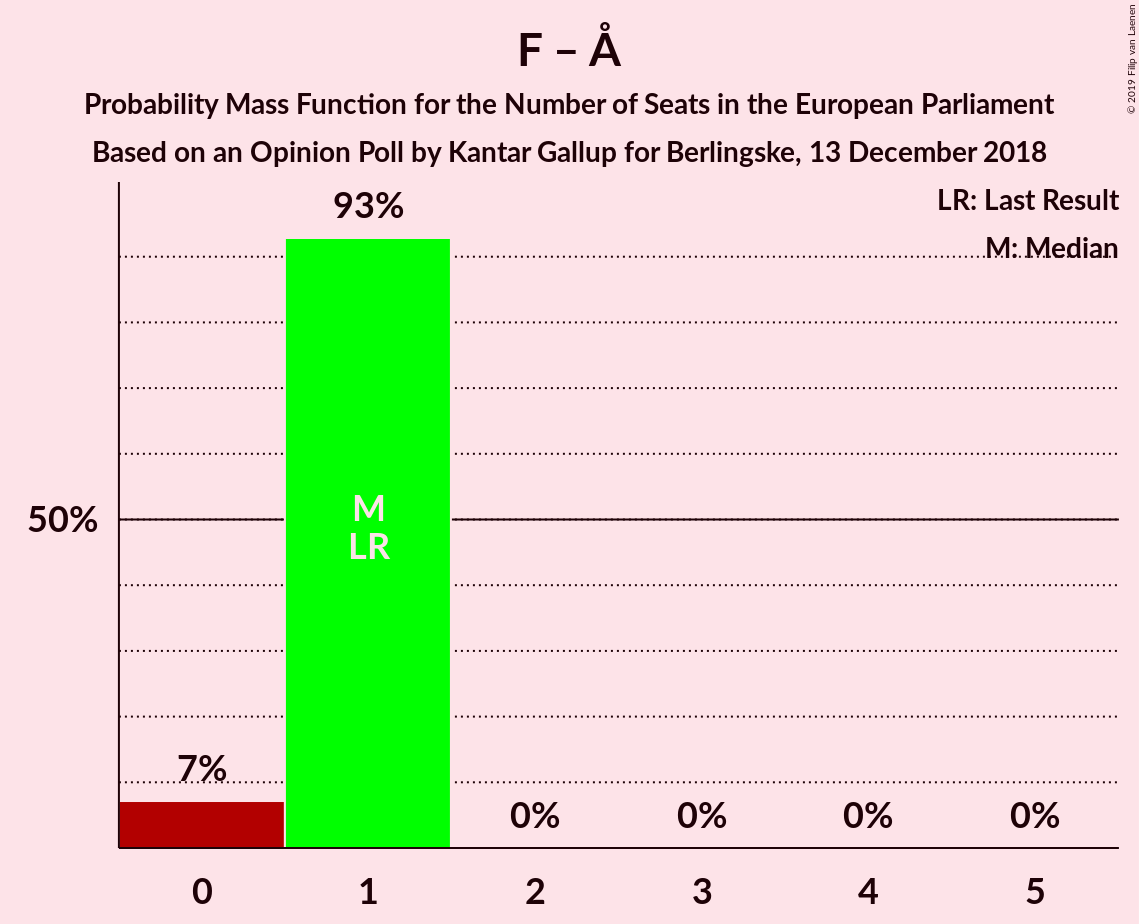 F – Å
Probability Mass Function for the Number of Seats in the European Parliament
Based on an Opinion Poll by Kantar Gallup for Berlingske, 13 December 2018
© 2019 Filip van Laenen
LR: Last Result
M: Median
93%
50%
M
LR
7%
0% 0% 0% 0%
0 1 2 3 4 5